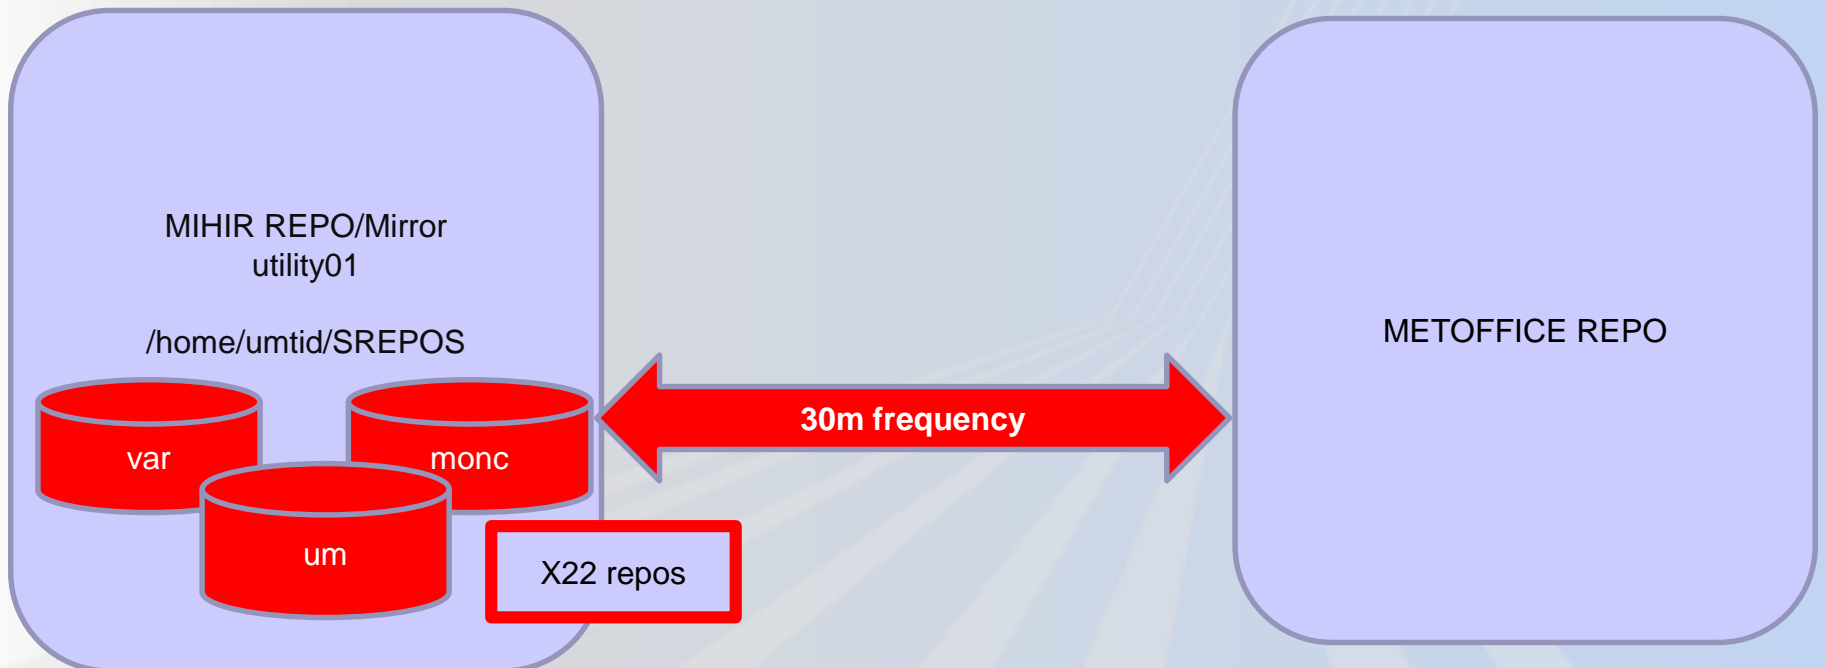 MIHIR REPO/Mirror
utility01
/home/umtid/SREPOS
var
monc
um
X22 repos
30m frequency
METOFFICE REPO